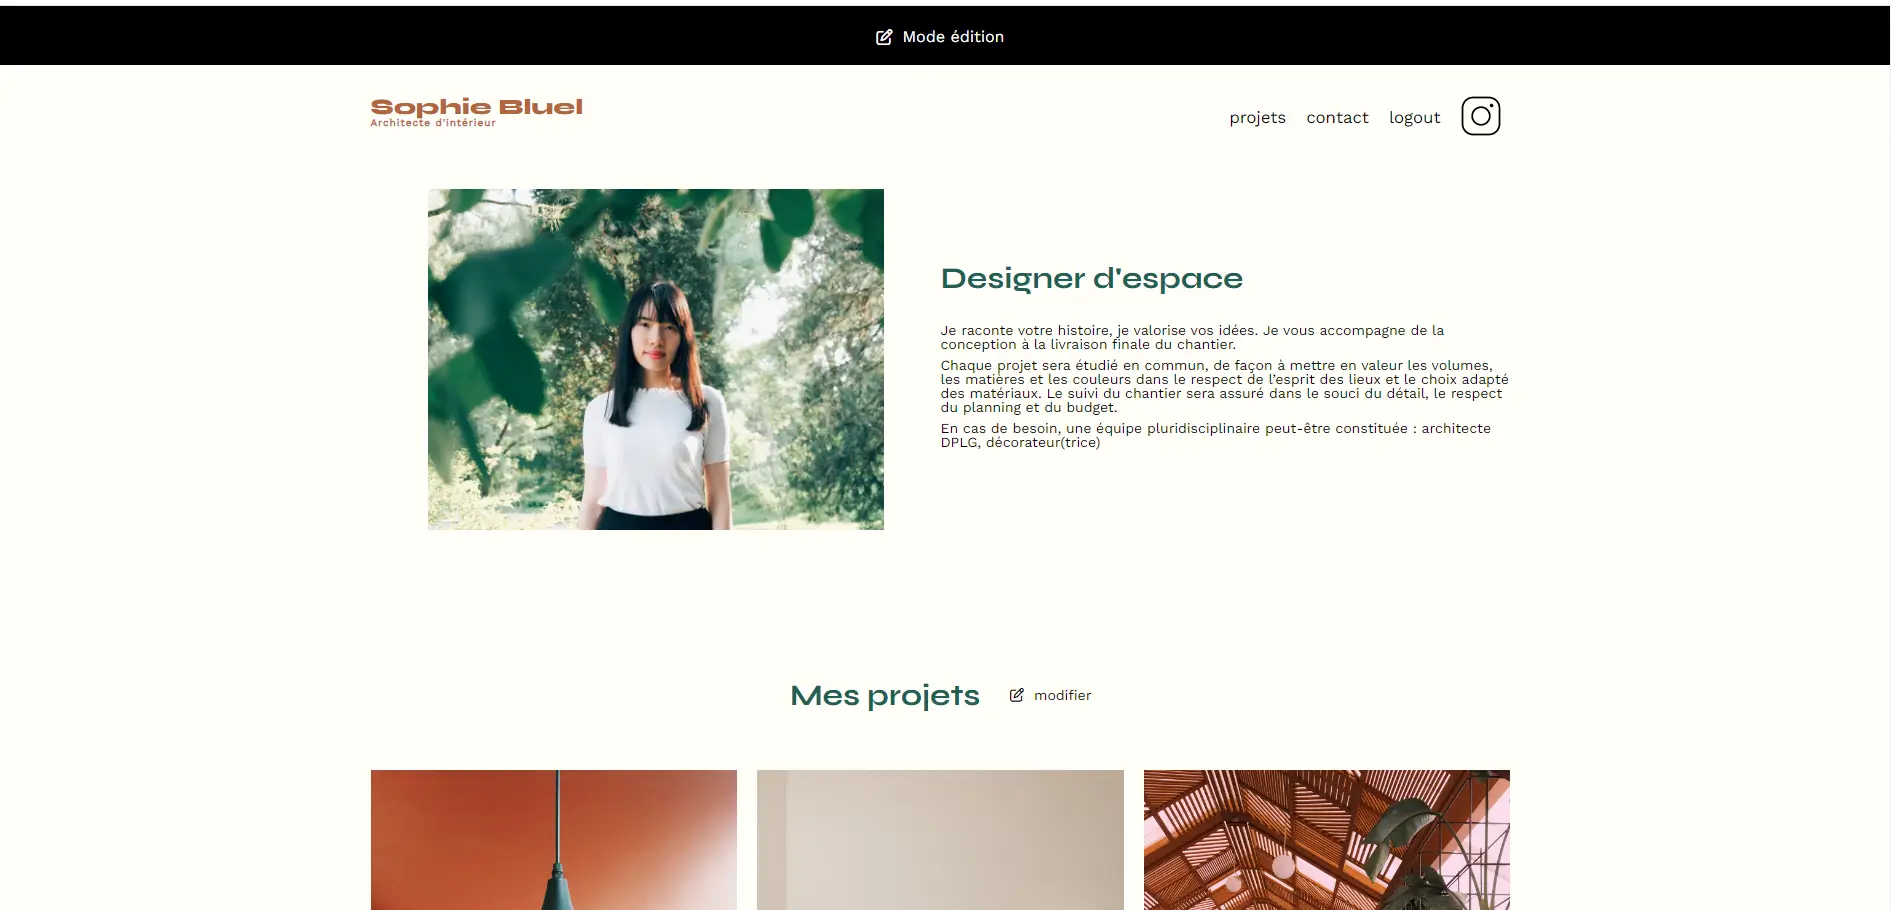 Mode édition
Sophie Bluel
Architecte d'intérieur
projets contact logout
Designer d'espace
Je raconte votre histoire, je valorise vos idées. Je vous accompagne de la
conception à la livraison finale du chantier.
Chaque projet sera étudié en commun, de façon à mettre en valeur les volumes,
les matières et les couleurs dans le respect de l’esprit des lieux et le choix adapté
des matériaux. Le suivi du chantier sera assuré dans le souci du détail, le respect
du planning et du budget.
En cas de besoin, une équipe pluridisciplinaire peut-être constituée : architecte
DPLG, décorateur(trice)
Mes projets modifier